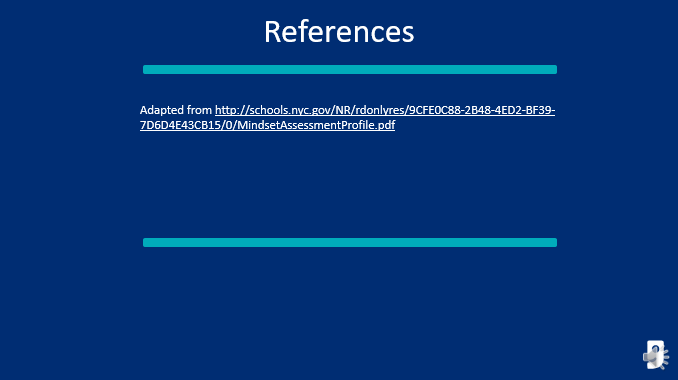 References
Adapted from http://schools.nyc.gov/NR/rdonlyres/9CFE0C88-2B48-4ED2-BF39-
7D6D4E43CB15/0/MindsetAssessmentProfile.pdf